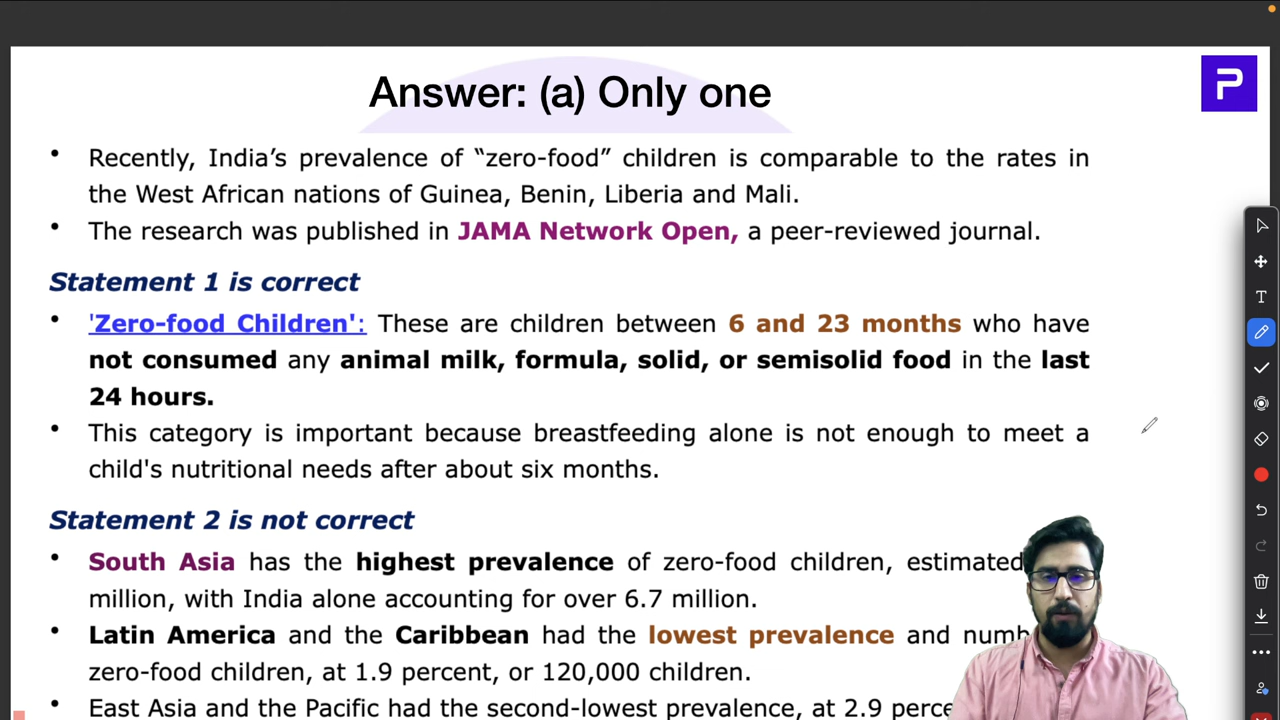 Answer: (a) Only one
P
• Recently, India’s prevalence of “zero-food” children is comparable to the rates in
the West African nations of Guinea, Benin, Liberia and Mali.
• The research was published in JAMA Network Open, a peer-reviewed journal.
Statement 1 is correct
• 'Zero-food Children': These are children between 6 and 23 months who have
not consumed any animal milk, formula, solid, or semisolid food in the last
24 hours.
• This category is important because breastfeeding alone is not enough to meet a
child's nutritional needs after about six months.
Statement 2 is not correct
• South Asia has the highest prevalence of zero-food children, estimated
million, with India alone accounting for over 6.7 million.
• Latin America and the Caribbean had the lowest prevalence and
zero-food children, at 1.9 percent, or 120,000 children.
East Asia and the Pacific had the second-lowest prevalence, at 2.9
T